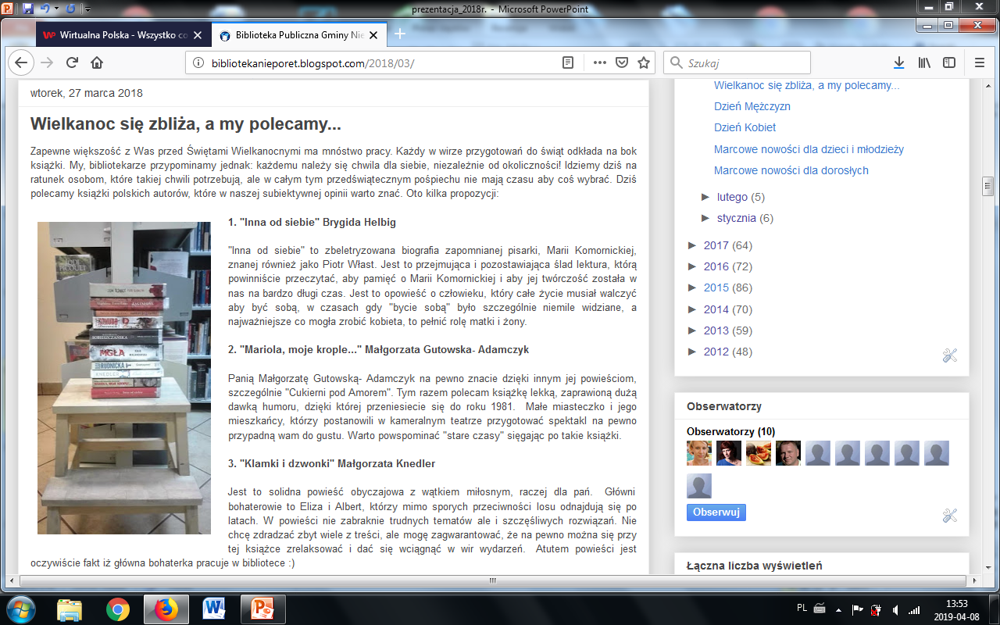 prezentacja_2018r. - Microsoft PowerPoint
Wirtualna Polska - Wszystko co
Biblioteka Publiczna Gminy Nie
bibliotekanieporet.blogspot.com/2018/03/
Szukaj
wtorek, 27 marca 2018
Wielkanoc się zbliża, a my polecamy...
Zapewne większość z Was przed Świętami Wielkanocnymi ma mnóstwo pracy. Każdy w wirze przygotowań do świąt odkłada na bok
książki. My, bibliotekarze przypominamy jednak: każdemu należy się chwila dla siebie, niezależnie od okoliczności! Idziemy dziś na
ratunek osobom, które takiej chwili potrzebują, ale w całym tym przedświątecznym pośpiechu nie mają czasu aby coś wybrać. Dziś
polecamy książki polskich autorów, które w naszej subiektywnej opinii warto znać. Oto kilka propozycji:
1. "Inna od siebie" Brygida Helbig
"Inna od siebie" to zbeletryzowana biografia zapomnianej pisarki, Marii Komornickiej,
znanej również jako Piotr Włast. Jest to przejmująca i pozostawiająca ślad lektura, którą
powinniście przeczytać, aby pamięć o Marii Komornickiej i aby jej twórczość została w
nas na bardzo długi czas. Jest to opowieść o człowieku, który całe życie musiał walczyć
aby być sobą, w czasach gdy "bycie sobą" było szczególnie niemile widziane, a
najważniejsze co mogła zrobić kobieta, to pełnić rolę matki i żony.
2. "Mariola, moje krople..." Małgorzata Gutowska- Adamczyk
Panią Małgorzatę Gutowską- Adamczyk na pewno znacie dzięki innym jej powieściom,
szczególnie "Cukierni pod Amorem". Tym razem polecam książkę lekką, zaprawioną dużą
dawką humoru, dzięki której przeniesiecie się do roku 1981. Małe miasteczko i jego
mieszkańcy, którzy postanowili w kameralnym teatrze przygotować spektakl na pewno
przypadną wam do gustu. Warto powspominać "stare czasy" sięgając po takie książki.
3. "Klamki i dzwonki" Małgorzata Knedler
Jest to solidna powieść obyczajowa z wątkiem miłosnym, raczej dla pań. Główni
bohaterowie to Eliza i Albert, którzy mimo sporych przeciwności losu odnajdują się po
latach. W powieści nie zabraknie trudnych tematów ale i szczęśliwych rozwiązań. Nie
chcę zdradzać zbyt wiele z treści, ale mogę zagwarantować, że na pewno można się przy
tej książce zrelaksować i dać się wciągnąć w wir wydarzeń. Atutem powieści jest
oczywiście fakt iż główna bohaterka pracuje w bibliotece :)
KOMUDA
SOBIESZCZAŃSKA
MGŁA
RUDNICKA
KNEDLER
Wielkanoc się zbliża, a my polecamy...
Dzień Mężczyzn
Dzień Kobiet
Marcowe nowości dla dzieci i młodzieży
Marcowe nowości dla dorosłych
► lutego (5)
► stycznia (6)
► 2017 (64)
► 2016 (72)
► 2015 (86)
► 2014 (70)
► 2013 (59)
► 2012 (48)
Obserwatorzy
Obserwatorzy (10)
Obserwuj
Łączna liczba wyświetleń
PL
13:53
2019-04-08